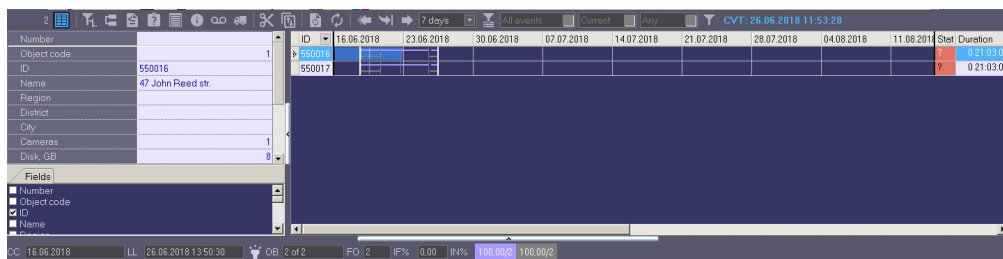 2 7 days All events Current Any CVT: 26.06.2018 11:53:28
Number
Object code 1
ID 550016
Name 47 John Reed str.
Region
District
City
Cameras 1
Disk, GB 8
Fields
Number
Object code
ID
Name
ID 16.06.2018 23.06.2018 30.06.2018 07.07.2018 14.07.2018 21.07.2018 28.07.2018 04.08.2018 11.08.2018 Stat Duration
550016 ? 0 21:03:0
550017 ? 0 21:03:0
CC 16.06.2018 LL 26.06.2018 13:50:30 OB 2 of 2 FO 2 IF% 0,00 IN% 100,00/2 100,00/2